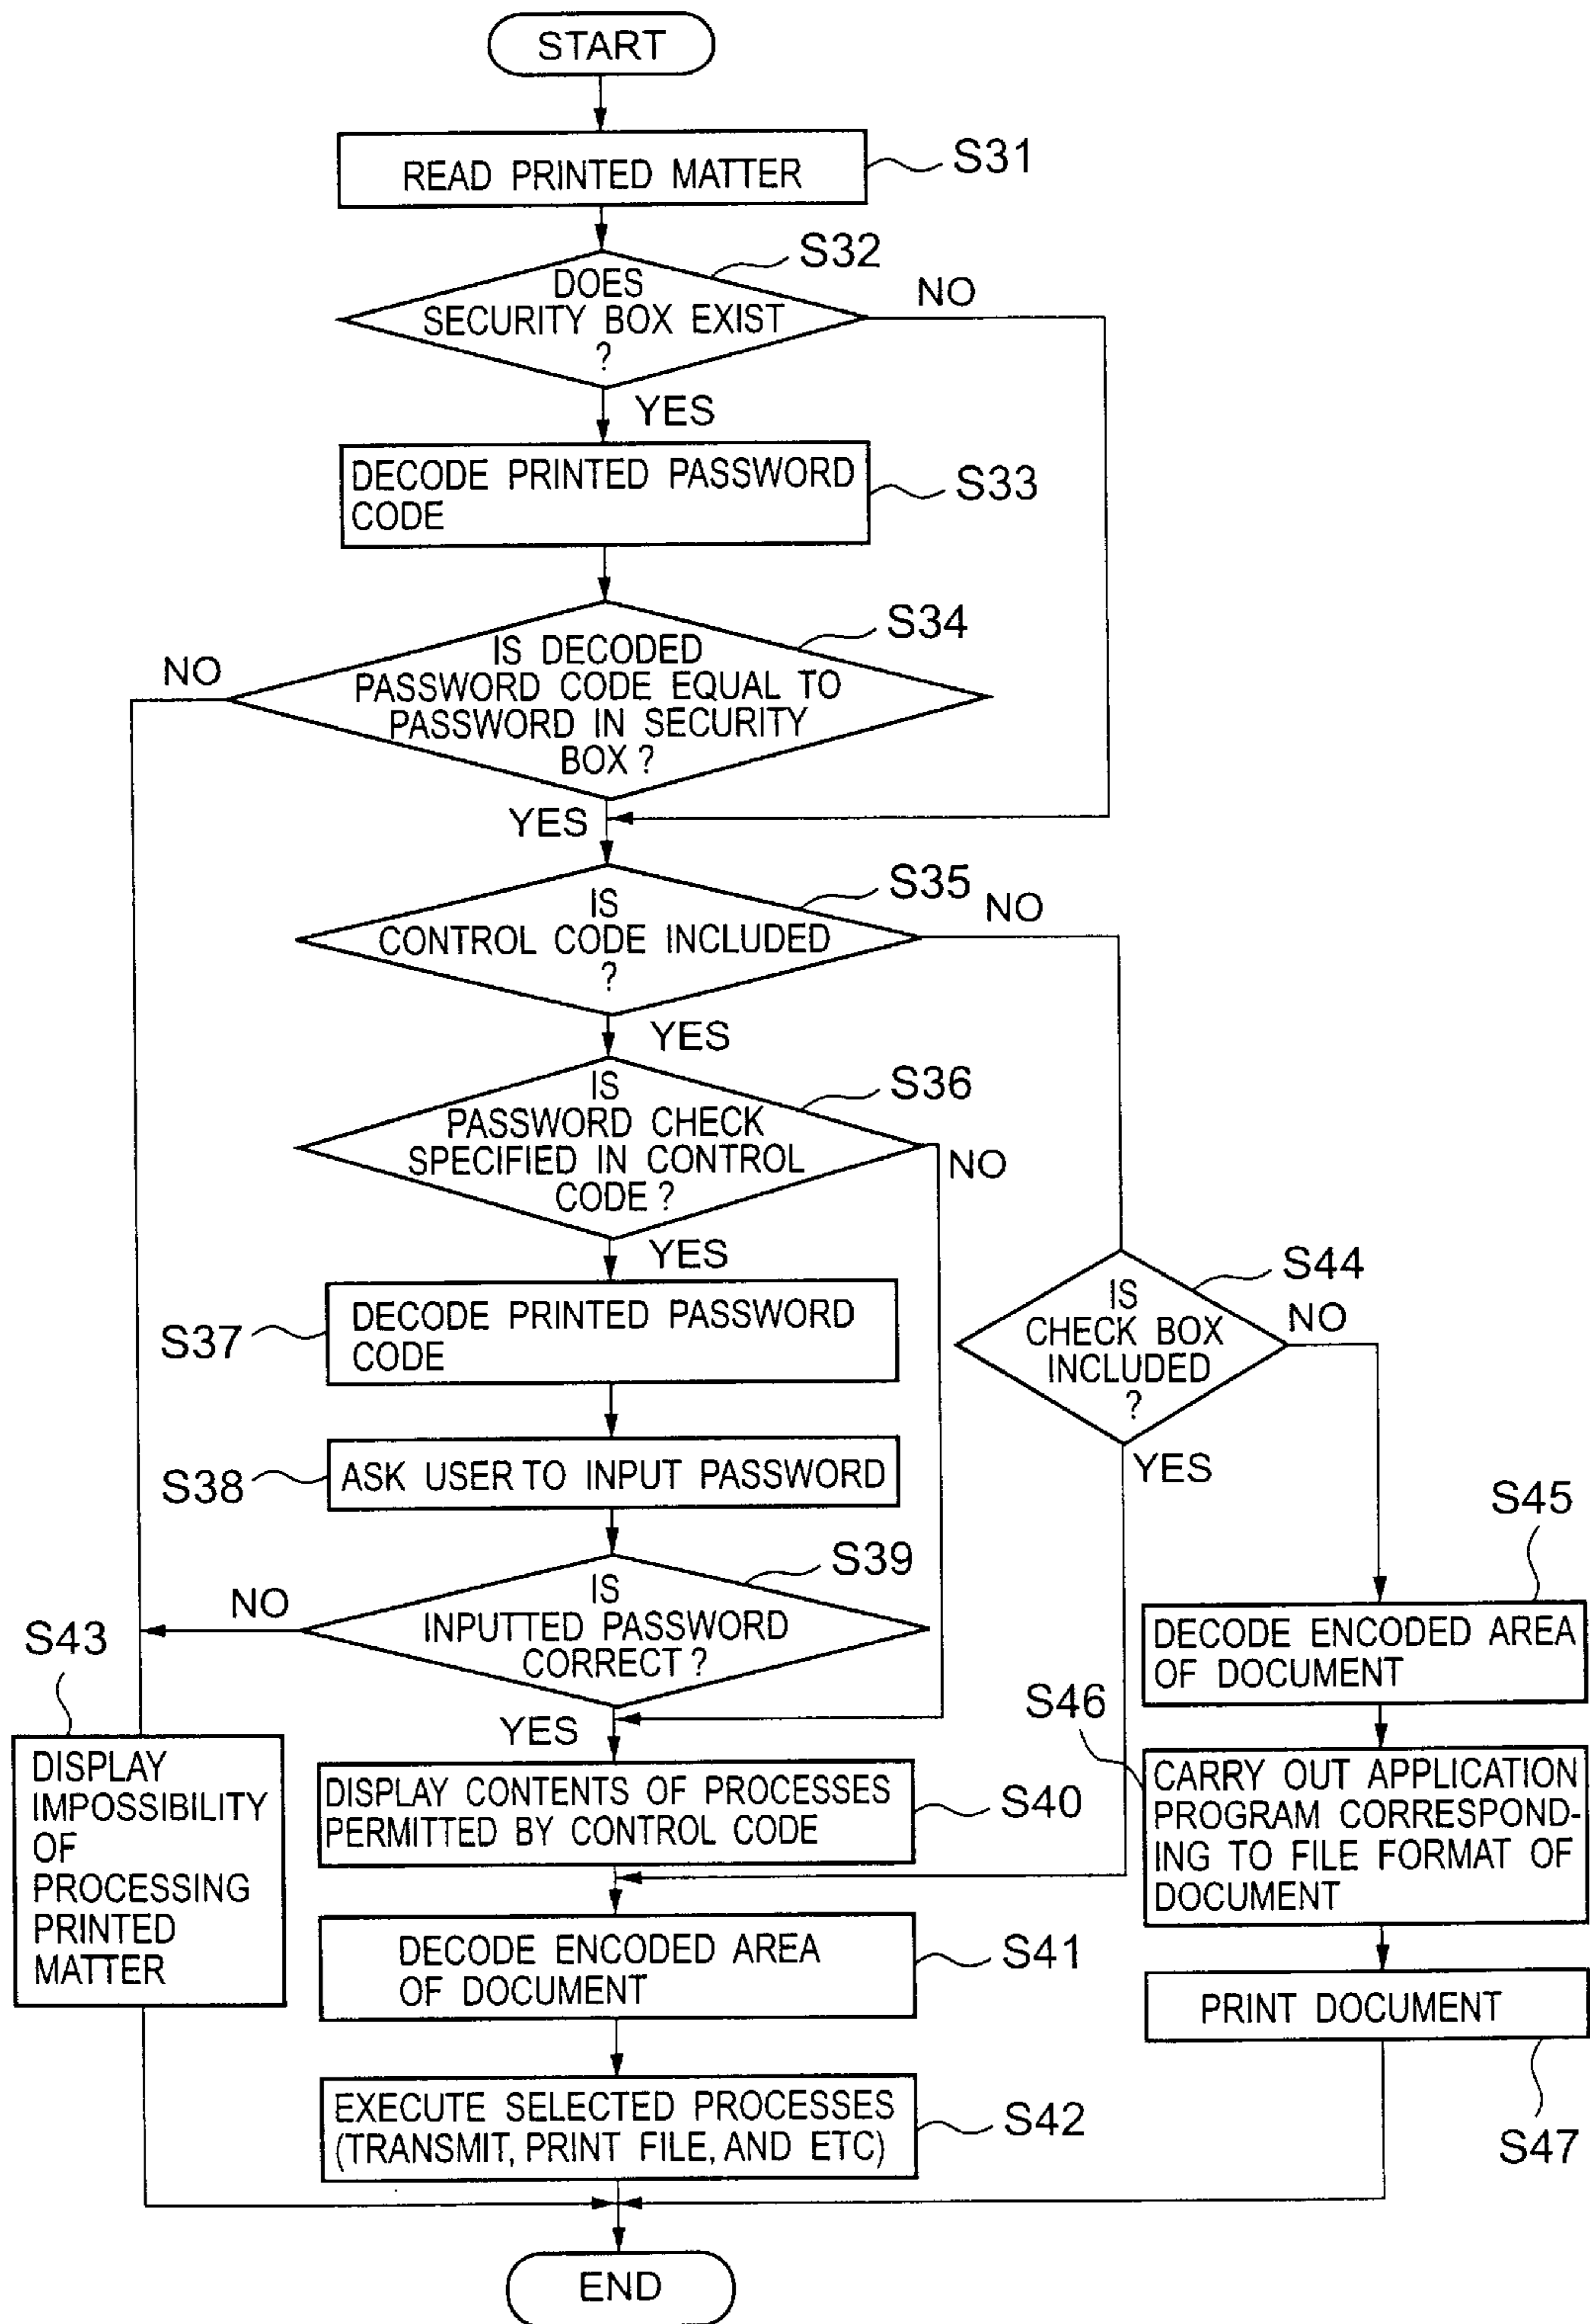 START
READ PRINTED MATTER
S31
DOES
SECURITY BOX EXIST
?
S32
NO
YES
DECODE PRINTED PASSWORD
CODE
S33
IS DECODED
PASSWORD CODE EQUAL TO
PASSWORD IN SECURITY
BOX?
S34
NO
YES
IS
CONTROL CODE INCLUDED
?
S35
NO
YES
IS
PASSWORD CHECK
SPECIFIED IN CONTROL
CODE?
S36
NO
YES
DECODE PRINTED PASSWORD
CODE
S37
ASK USER TO INPUT PASSWORD
S38
IS
INPUTTED PASSWORD
CORRECT?
S39
NO
YES
S43
DISPLAY
IMPOSSIBILITY
OF
PROCESSING
PRINTED
MATTER
DISPLAY CONTENTS OF PROCESSES
PERMITTED BY CONTROL CODE
S40
DECODE ENCODED AREA
OF DOCUMENT
S41
EXECUTE SELECTED PROCESSES
(TRANSMIT, PRINT FILE, AND ETC)
S42
IS
CHECK BOX
INCLUDED
?
S44
NO
YES
S45
DECODE ENCODED AREA
OF DOCUMENT
S46
CARRY OUT APPLICATION
PROGRAM CORRESPOND-
ING TO FILE FORMAT OF
DOCUMENT
PRINT DOCUMENT
S47
END